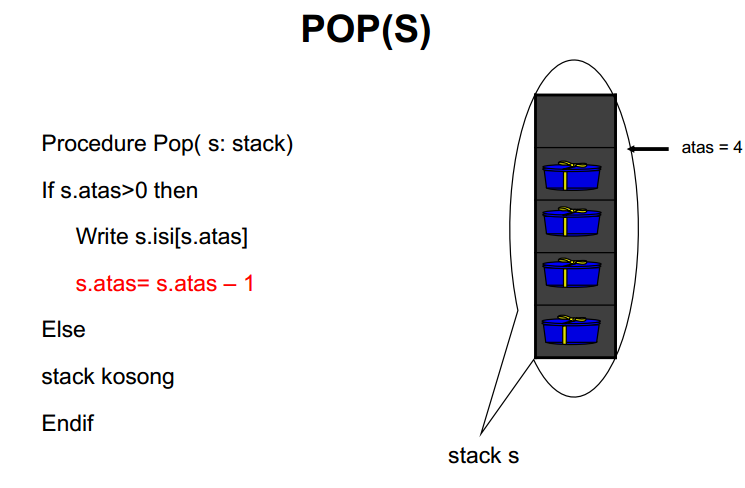 POP(S)
Procedure Pop( s: stack)
If s.atas>0 then
Write s.isi[s.atas]
s.atas= s.atas – 1
Else
stack kosong
Endif
atas = 4
stack s